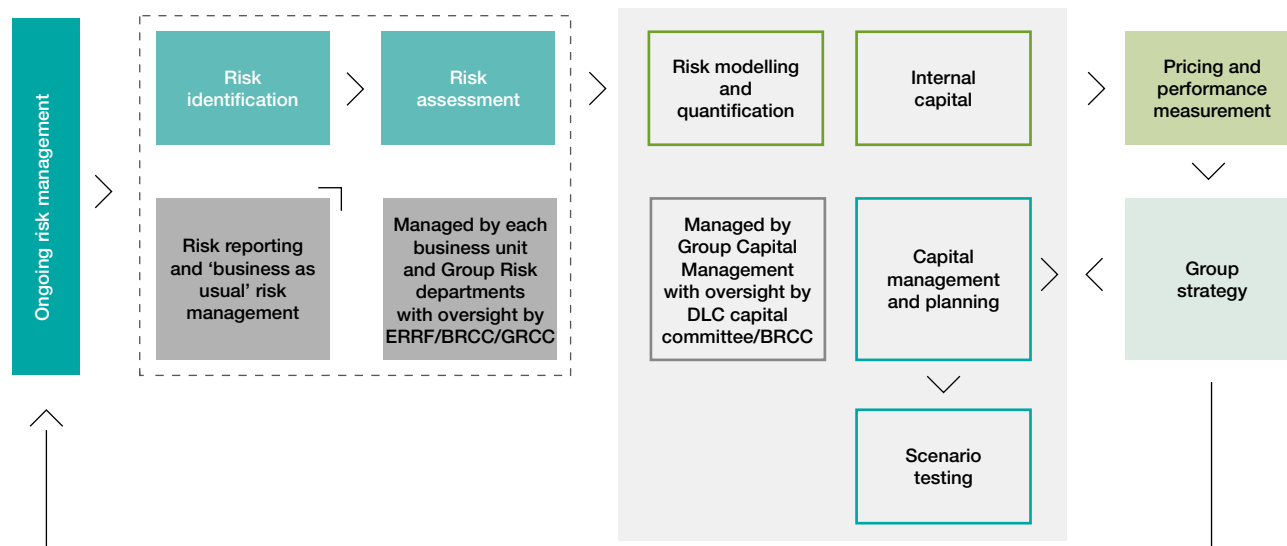 Ongoing risk management
Risk
identification
Risk
assessment
Risk modelling
and
quantification
Internal
capital
Pricing and
performance
measurement
Risk reporting
and ‘business as
usual’ risk
management
Managed by each
business unit
and Group Risk
departments
with oversight by
ERRF/BRCC/GRCC
Managed by
Group Capital
Management
with oversight by
DLC capital
committee/BRCC
Capital
management
and planning
Group
strategy
Scenario
testing